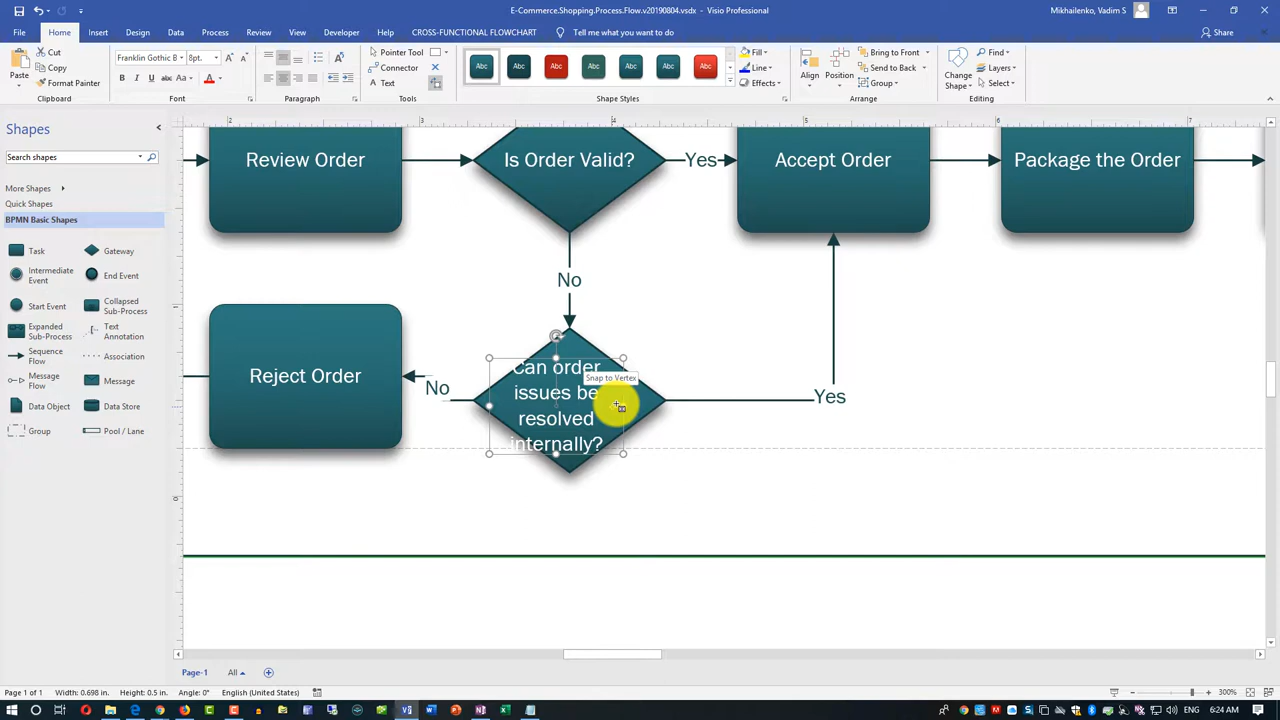 E-Commerce.Shopping.Process.Flow.v20190804.vsdx - Visio Professional
Mikhailenko, Vadim S
File Home Insert Design Data Process Review View Developer Help CROSS-FUNCTIONAL FLOWCHART Tell me what you want to do
Share
Paste
Cut
Copy
Format Painter
Clipboard
Franklin Gothic B 8pt.
B I U abc Aa A
Font
Paragraph
Pointer Tool
Connector
A Text
Tools
Abc Abc Abc Abc Abc Abc Abc
Shape Styles
Fill
Line
Effects
Align
Position
Bring to Front
Send to Back
Group
Arrange
Change
Shape
Find
Layers
Select
Editing
Shapes
Search shapes
More Shapes
Quick Shapes
BPMN Basic Shapes
Task
Gateway
Intermediate
Event
End Event
Start Event
Collapsed
Sub-Process
Expanded
Sub-Process
Text
Annotation
Sequence
Flow
Association
Message
Flow
Message
Data Object
Data Store
Group
Pool / Lane
2 3 4 5 6 7
Review Order
Is Order Valid?
Yes
Accept Order
Package the Order
No
Reject Order
No
Can order
issues be
resolved
internally?
Snap to Vertex
Yes
Page-1
All
Page 1 of 1 Width: 0.698 in. Height: 0.5 in. Angle: 0° English (United States)
300%
6:24 AM